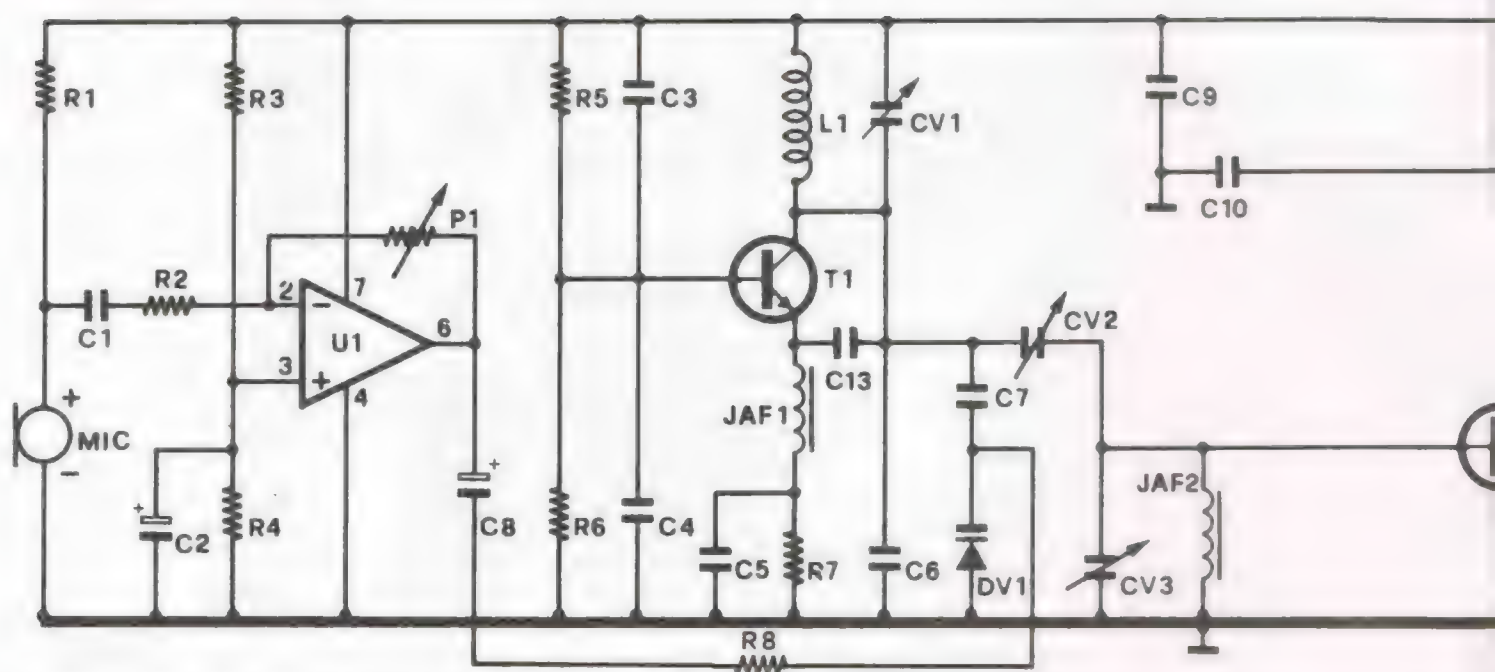 R1
R3
R5
C3
L1
CV1
C9
C10
P1
R2
2
-
7
T1
C1
U1
6
CV2
3
+
4
C13
C7
+
MIC
-
JAF1
JAF2
+
C2
R4
+
C8
R6
C4
C5
R7
C6
DV1
CV3
R8